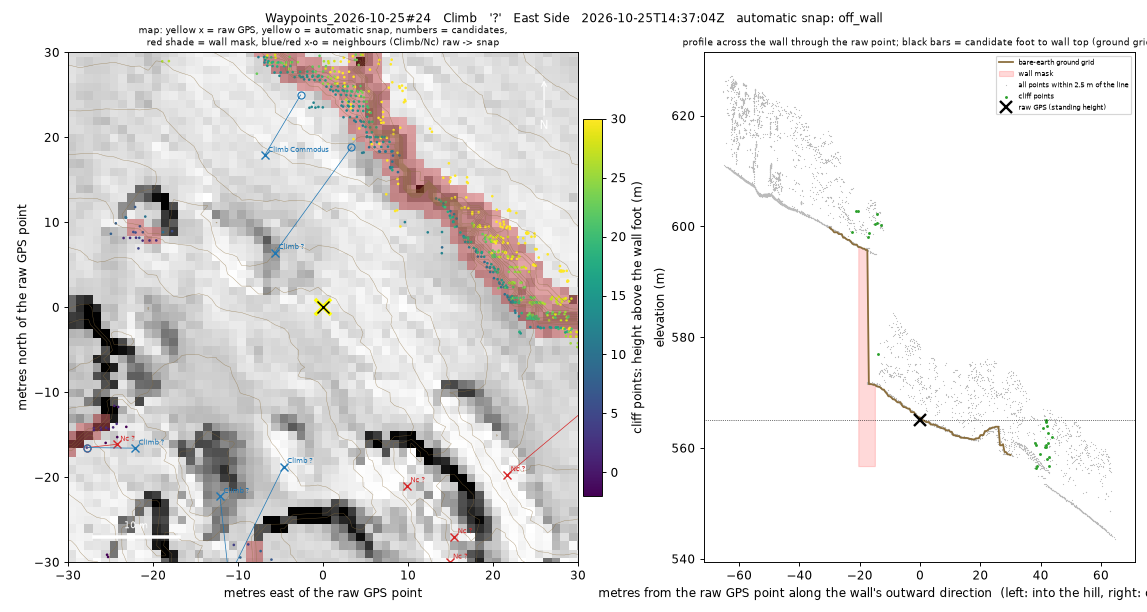 Waypoints_2026-10-25#24 Climb '?' East Side 2026-10-25T14:37:04Z automatic snap: off_wall
map: yellow x = raw GPS, yellow o = automatic snap, numbers = candidates,
red shade = wall mask, blue/red x-o = neighbours (Climb/Nc) raw -> snap
profile across the wall through the raw point; black bars = candidate foot to wall top (ground gri
bare-earth ground grid
wall mask
all points within 2.5 m of the line
cliff points
raw GPS (standing height)
Climb Commodus
Climb ?
Nc ?
Climb ?
Climb ?
Nc ?
Nc ?
Nc ?
10 m
N
30
20
10
0
−10
−20
−30
−30
−20
−10
0
10
20
30
metres north of the raw GPS point
metres east of the raw GPS point
30
25
20
15
10
5
0
cliff points: height above the wall foot (m)
620
600
580
560
540
elevation (m)
−60
−40
−20
0
20
40
60
metres from the raw GPS point along the wall's outward direction (left: into the hill, right: